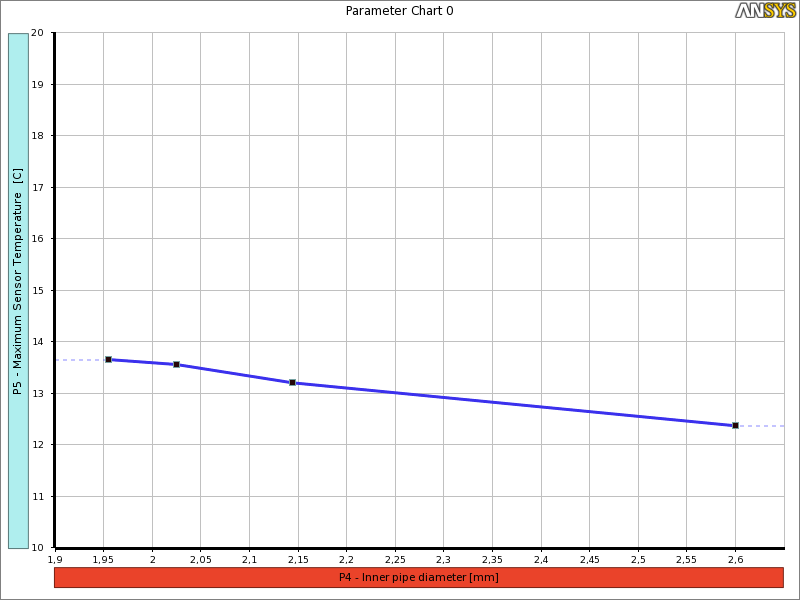 Parameter Chart 0
ANSYS
P5 - Maximum Sensor Temperature [C]
20
19
18
17
16
15
14
13
12
11
10
1,9 1,95 2 2,05 2,1 2,15 2,2 2,25 2,3 2,35 2,4 2,45 2,5 2,55 2,6
P4 - Inner pipe diameter [mm]